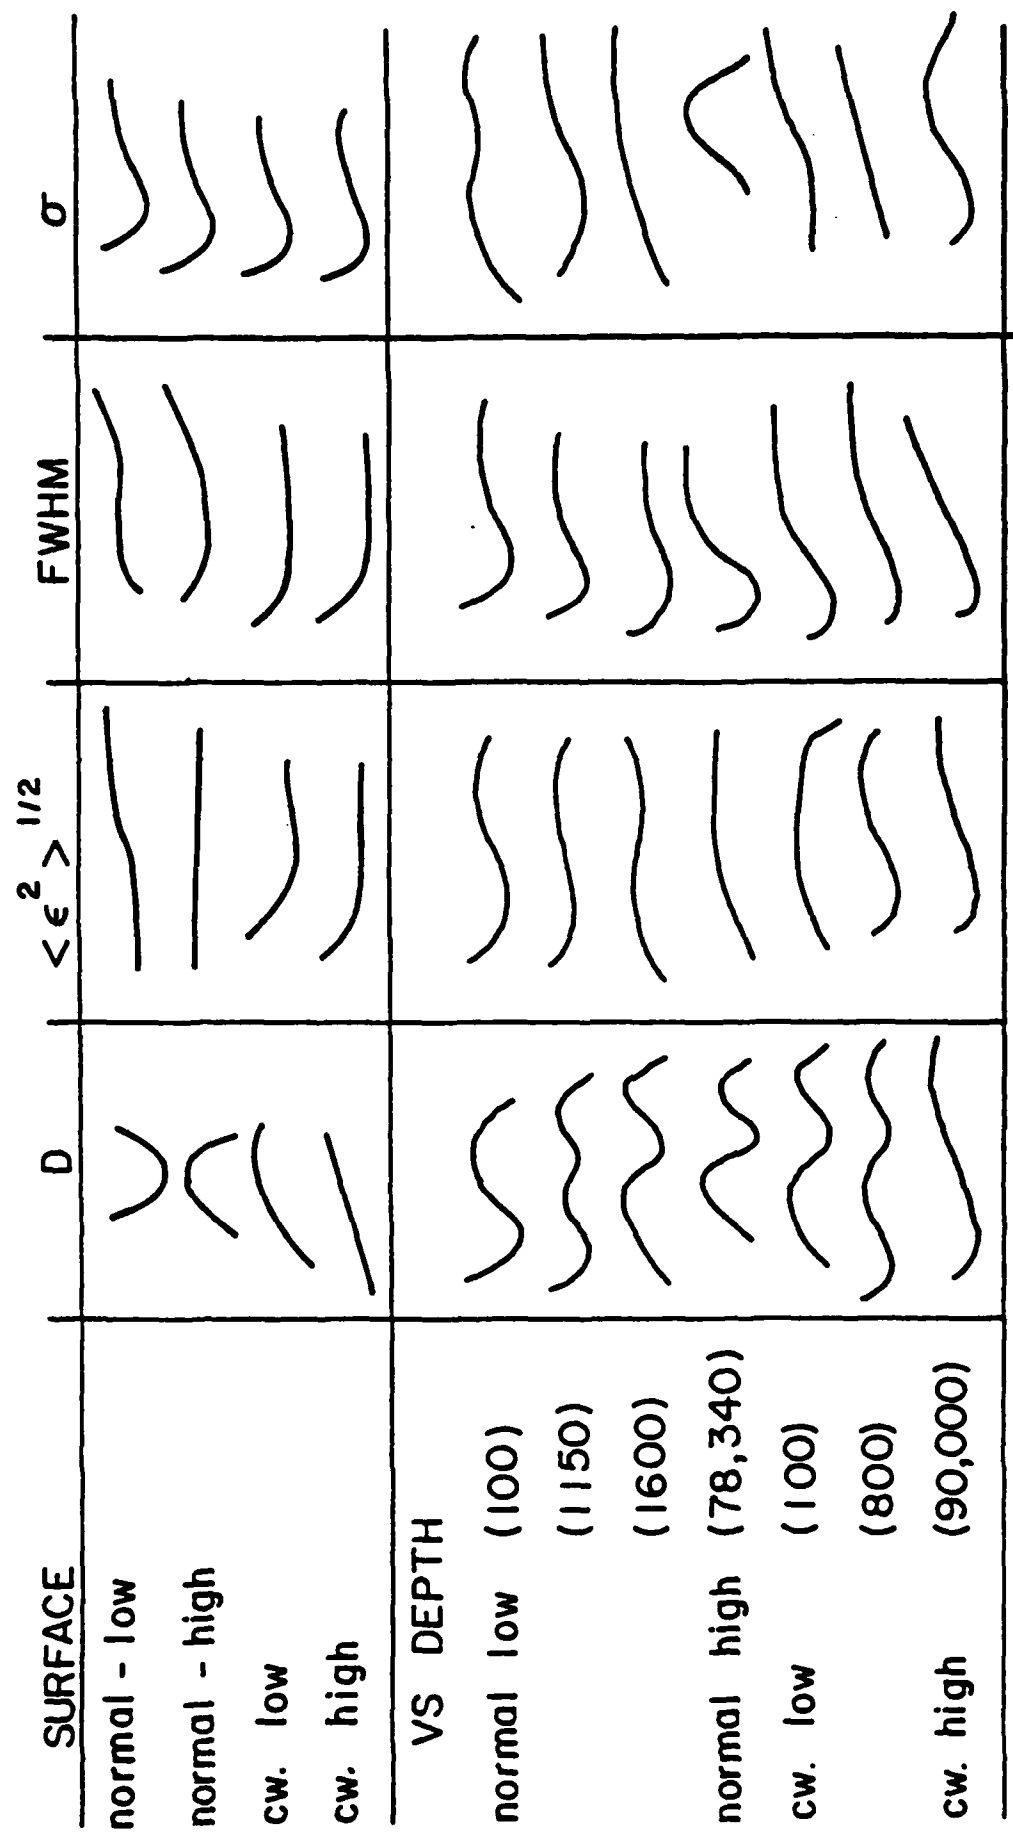 SURFACE D < ϵ² > 1/2 FWHM σ
normal - low
normal - high
cw. low
cw. high
VS DEPTH
normal low (100)
(1150)
(1600)
normal high (78,340)
cw. low (100)
(800)
cw. high (90,000)